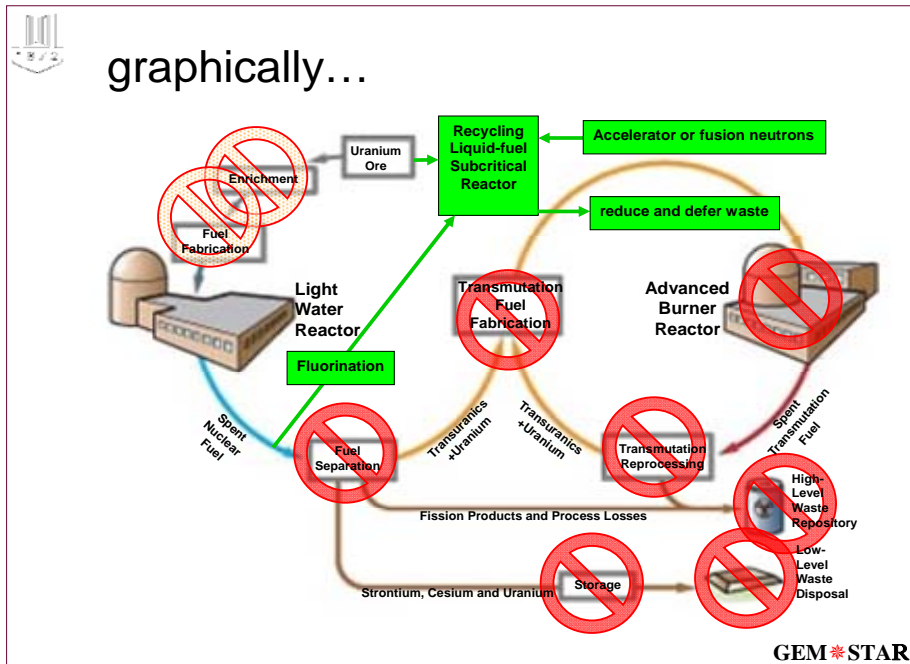 graphically…
Uranium
Ore
Enrichment
Fuel
Fabrication
Recycling
Liquid-fuel
Subcritical
Reactor
Accelerator or fusion neutrons
reduce and defer waste
Light
Water
Reactor
Transmutation
Fuel
Fabrication
Advanced
Burner
Reactor
Fluorination
Spent
Nuclear
Fuel
Fuel
Separation
Transuranics
+Uranium
Transuranics
+Uranium
Transmutation
Reprocessing
Spent
Transmutation
Fuel
High-
Level
Waste
Repository
Fission Products and Process Losses
Low-
Level
Waste
Disposal
Storage
Strontium, Cesium and Uranium
GEM✵STAR